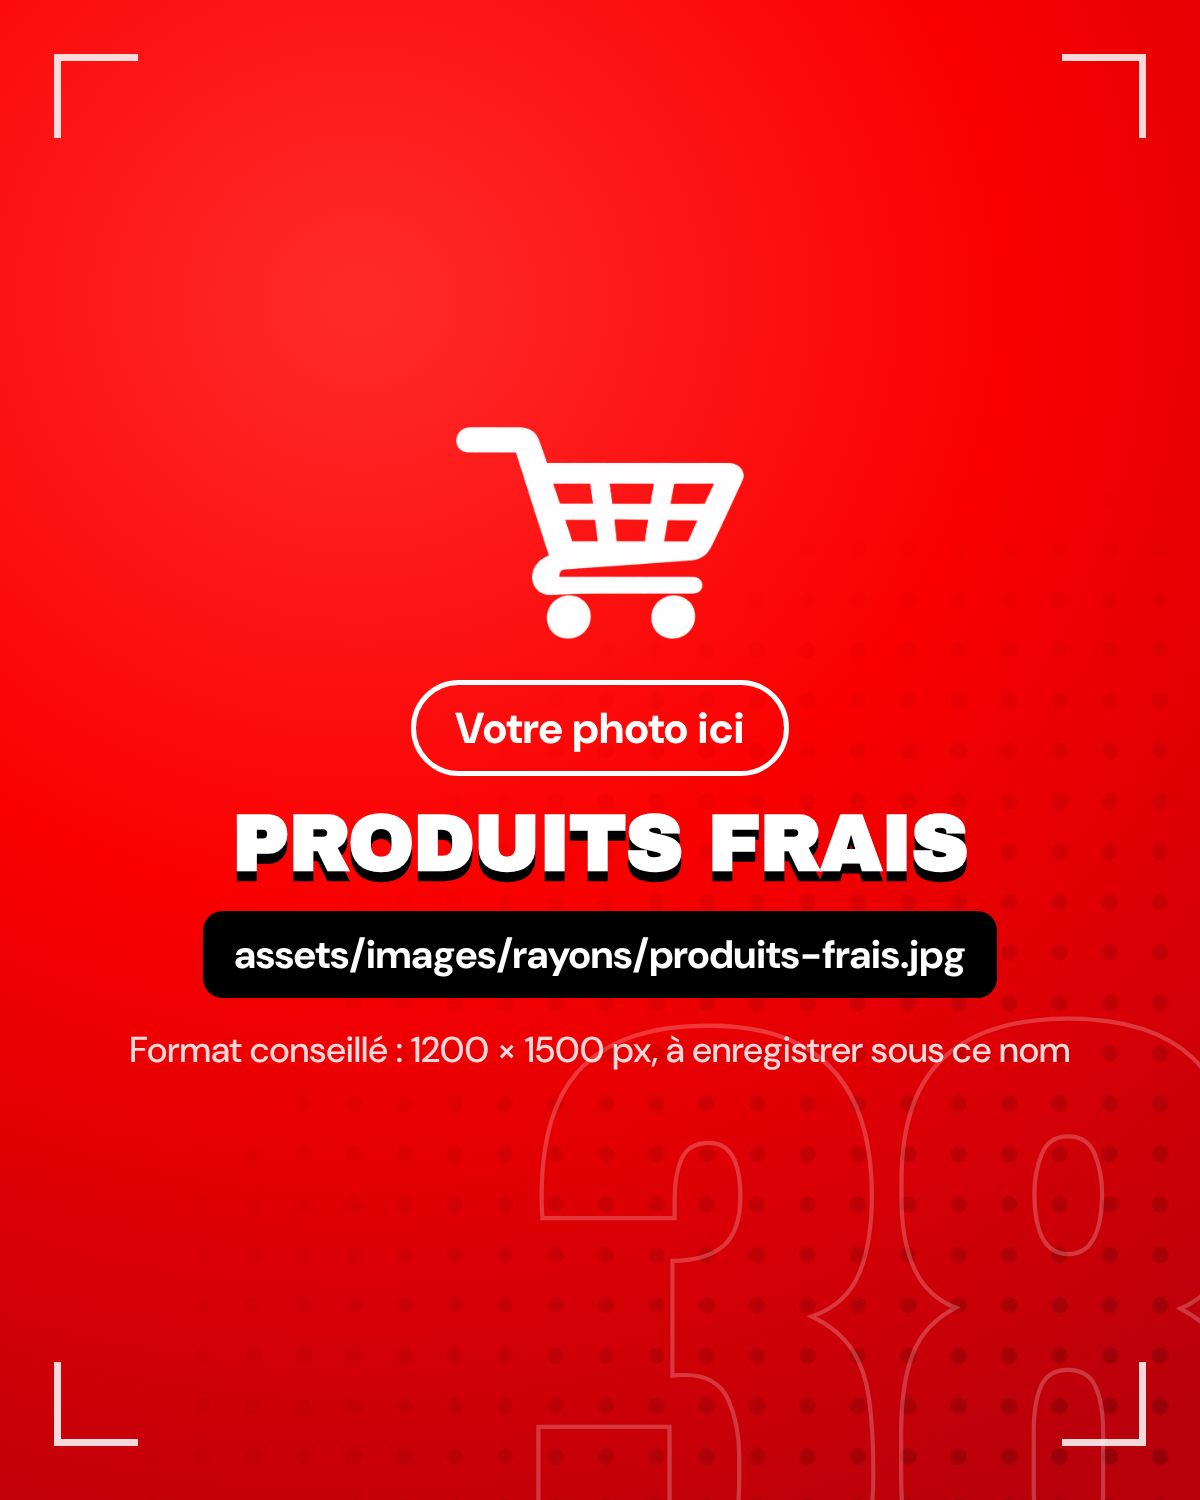 Votre photo ici
PRODUITS FRAIS
assets/images/rayons/produits-frais.jpg
Format conseillé : 1200 × 1500 px, à enregistrer sous ce nom
38